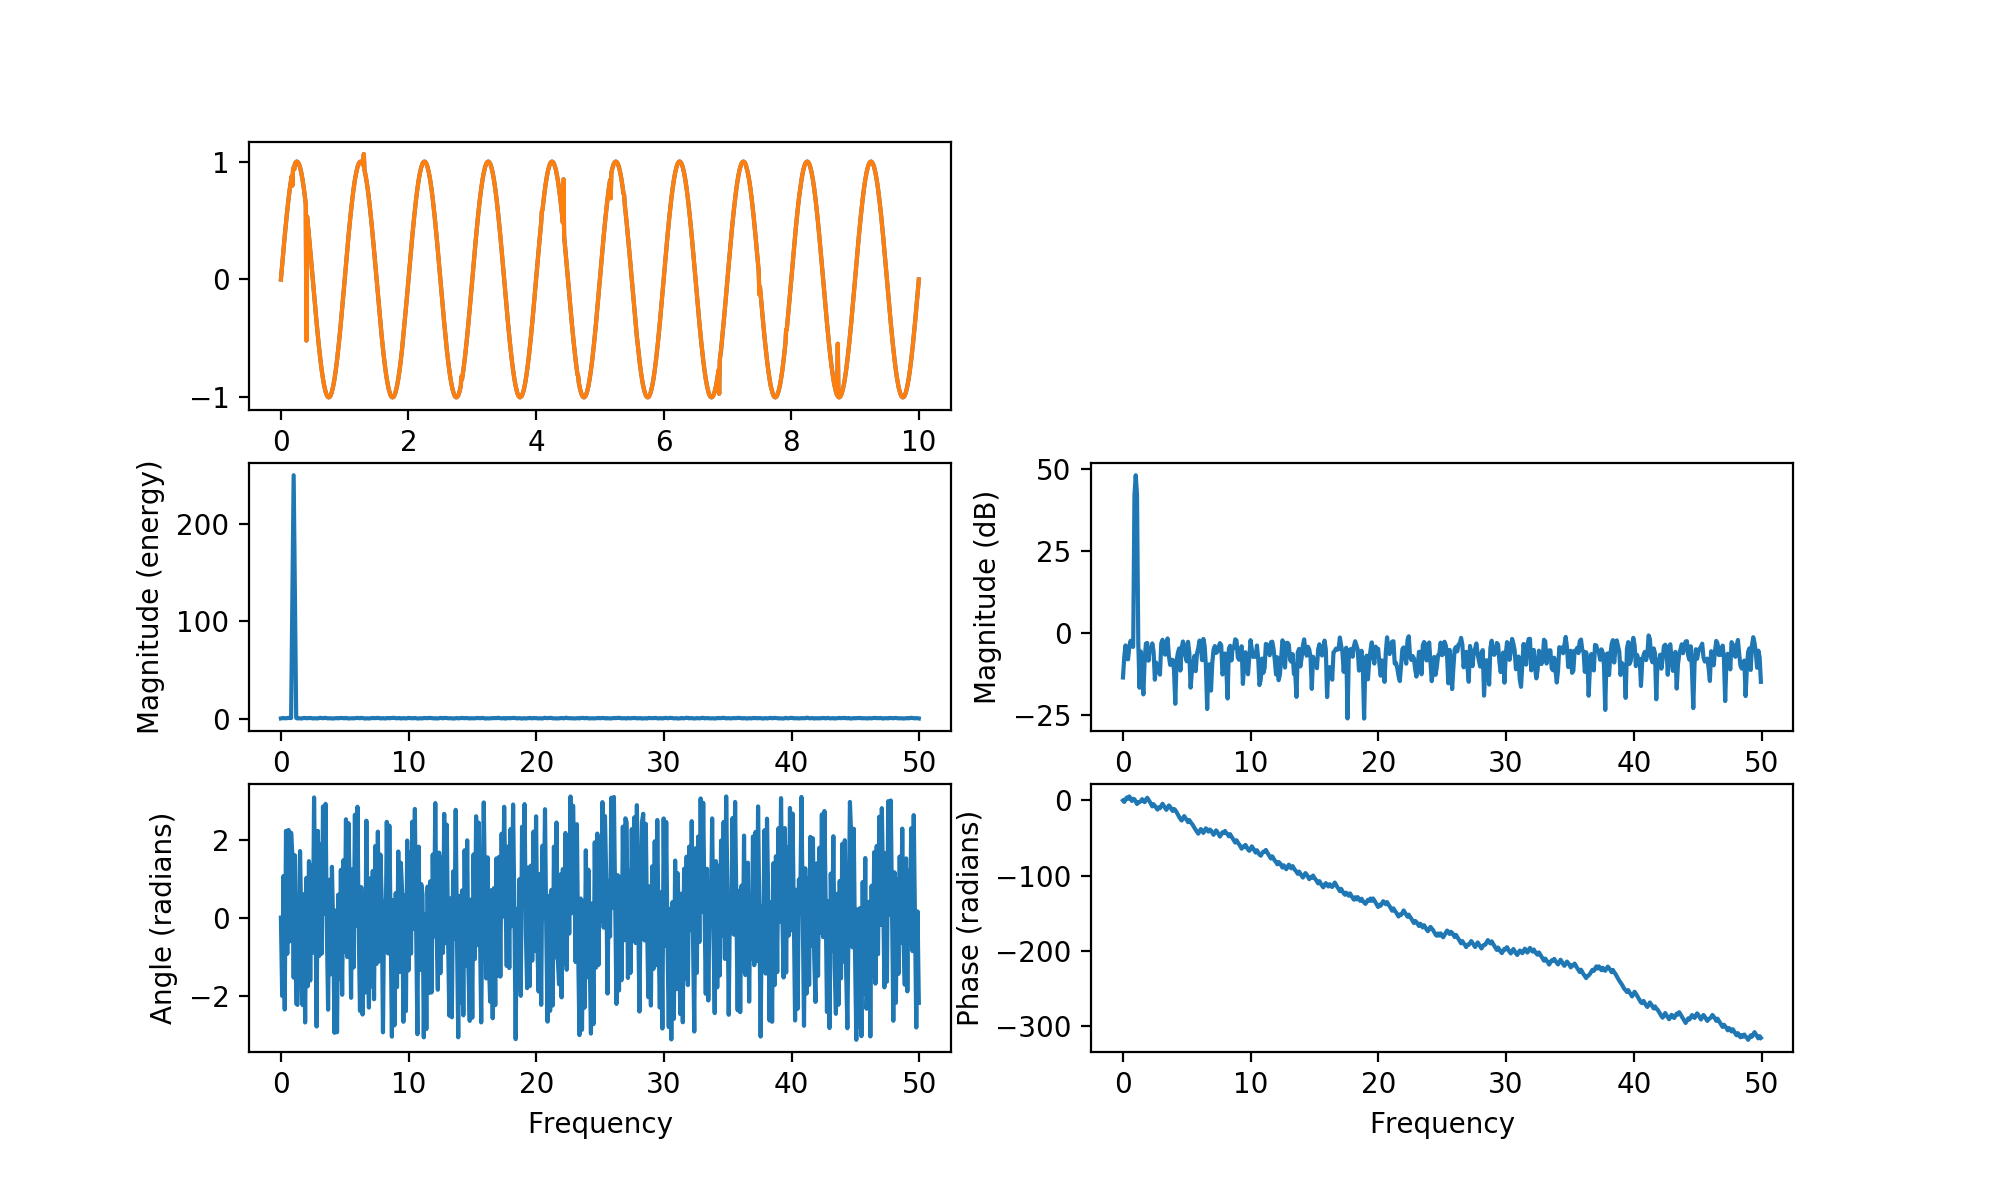 1
0
−1
0 2 4 6 8 10
Magnitude (energy)
200
100
0
0 10 20 30 40 50
Magnitude (dB)
50
25
0
−25
0 10 20 30 40 50
Angle (radians)
2
0
−2
0 10 20 30 40 50
Frequency
Phase (radians)
0
−100
−200
−300
0 10 20 30 40 50
Frequency